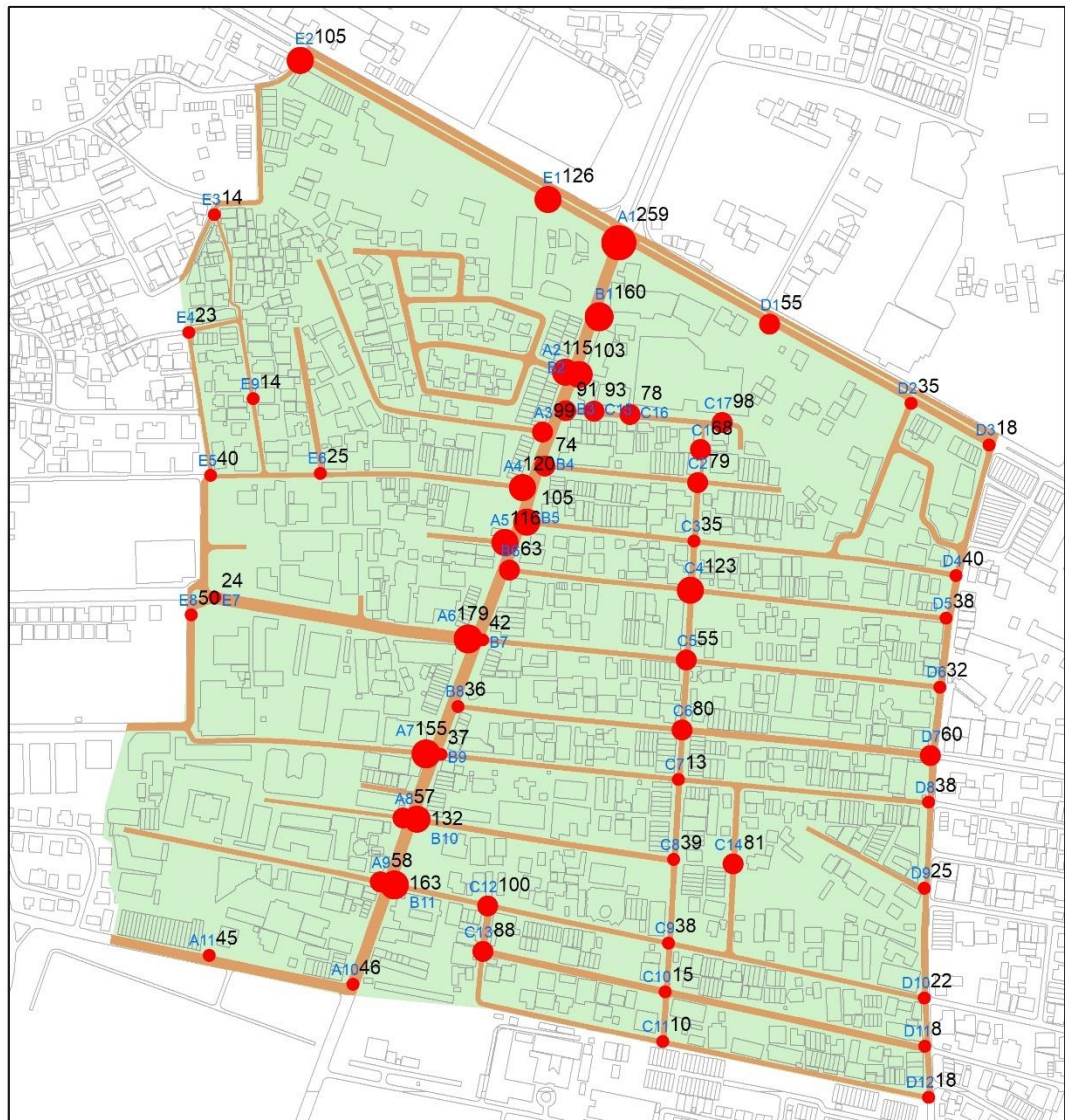 E2105
E1126
E314
A1259
B1160
D155
E423
A2115
B2
103
E914
91
93
78
C1798
D235
A399
B3
C15
C16
D318
74
C168
E540
E625
A4120
B4
C279
105
A5116
B5
C335
B663
C4123
D440
24
E850
E7
A6179
42
B7
C555
D538
B836
D632
A7155
37
B9
C680
D760
C713
A857
132
B10
D838
C839
C1481
A958
163
B11
C12100
D925
C1388
C938
A1145
A1046
C1015
D1022
C1110
D118
D1218